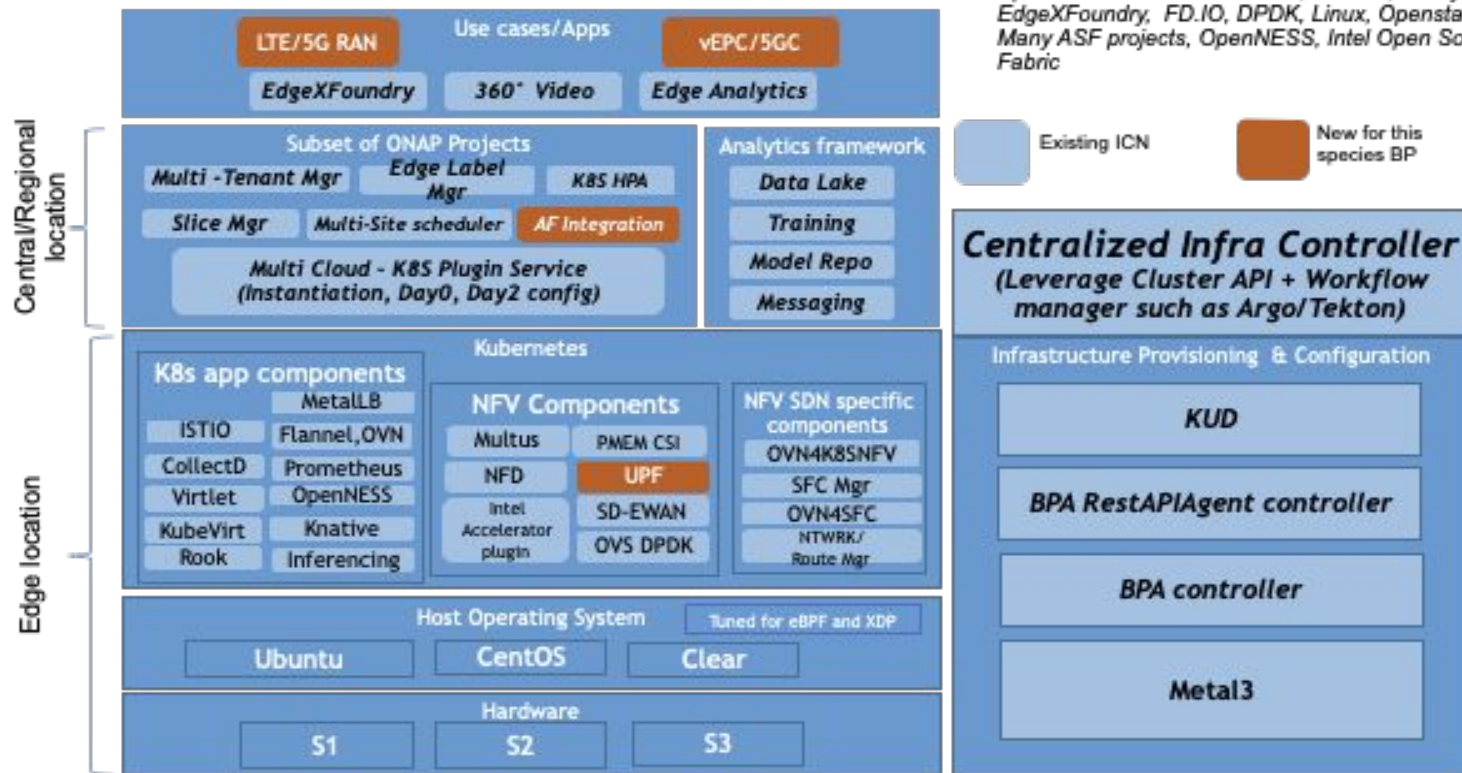 EdgeXFoundry, FD.IO, DPDK, Linux,
Many ASF projects, OpenNESS, Intel Open
Fabric
Existing ICN
New for this
species BP
Use cases/Apps
LTE/5G RAN
vEPC/5GC
EdgeXFoundry
360° Video
Edge Analytics
Central/Regional
location
Subset of ONAP Projects
Multi -Tenant Mgr
Edge Label
Mgr
K8S HPA
Slice Mgr
Multi-Site scheduler
AF Integration
Multi Cloud - K8S Plugin Service
(Instantiation, Day0, Day2 config)
Analytics framework
Data Lake
Training
Model Repo
Messaging
Edge location
Kubernetes
K8s app components
MetalLB
ISTIO
Flannel,OVN
CollectD
Prometheus
Virtlet
OpenNESS
KubeVirt
Knative
Rook
Inferencing
NFV Components
Multus
PMEM CSI
NFD
UPF
Intel
Accelerator
plugin
SD-EWAN
OVS DPDK
NFV SDN specific
components
OVN4K8SNFV
SFC Mgr
OVN4SFC
NTWRK/
Route Mgr
Host Operating System
Tuned for eBPF and XDP
Ubuntu
CentOS
Clear
Hardware
S1
S2
S3
Centralized Infra Controller
(Leverage Cluster API + Workflow
manager such as Argo/Tekton)
Infrastructure Provisioning & Configuration
KUD
BPA RestAPIAgent controller
BPA controller
Metal3